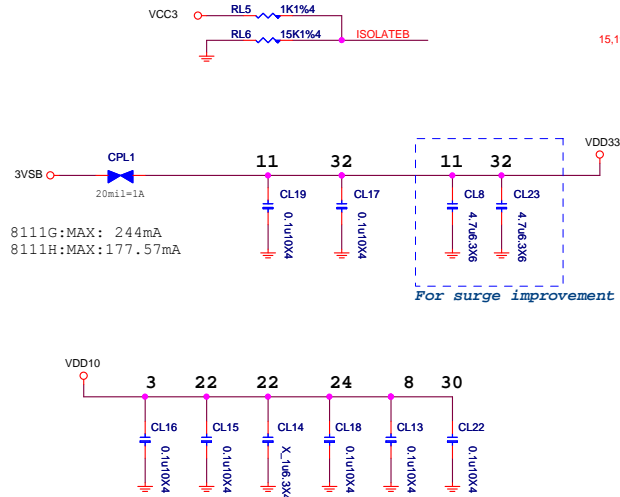 VCC3
RL5 1K1%4
RL6 15K1%4
ISOLATEB
15,1
VDD33
3VSB
CPL1
20mil=1A
11 32 11 32
CL19 0.1u10X4
CL17 0.1u10X4
CL8 4.7u6.3X6
CL23 4.7u6.3X6
8111G:MAX: 244mA
8111H:MAX:177.57mA
For surge improvement
VDD10
3 22 22 24 8 30
CL16 0.1u10X4
CL15 0.1u10X4
CL14 X_1u6.3X4
CL18 0.1u10X4
CL13 0.1u10X4
CL22 0.1u10X4